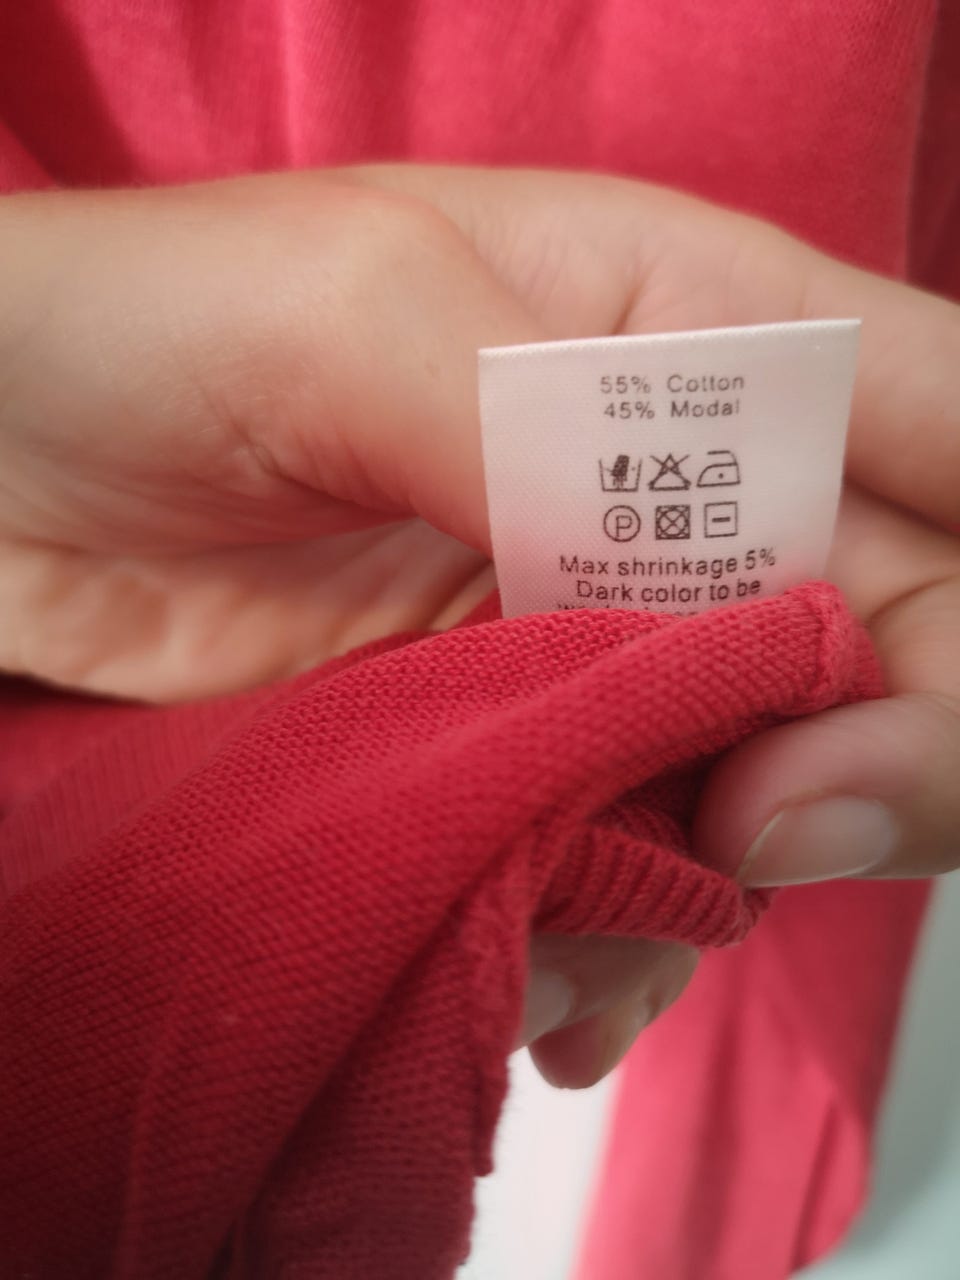 55% Cotton
45% Modal
P
Max shrinkage 5%
Dark color to be